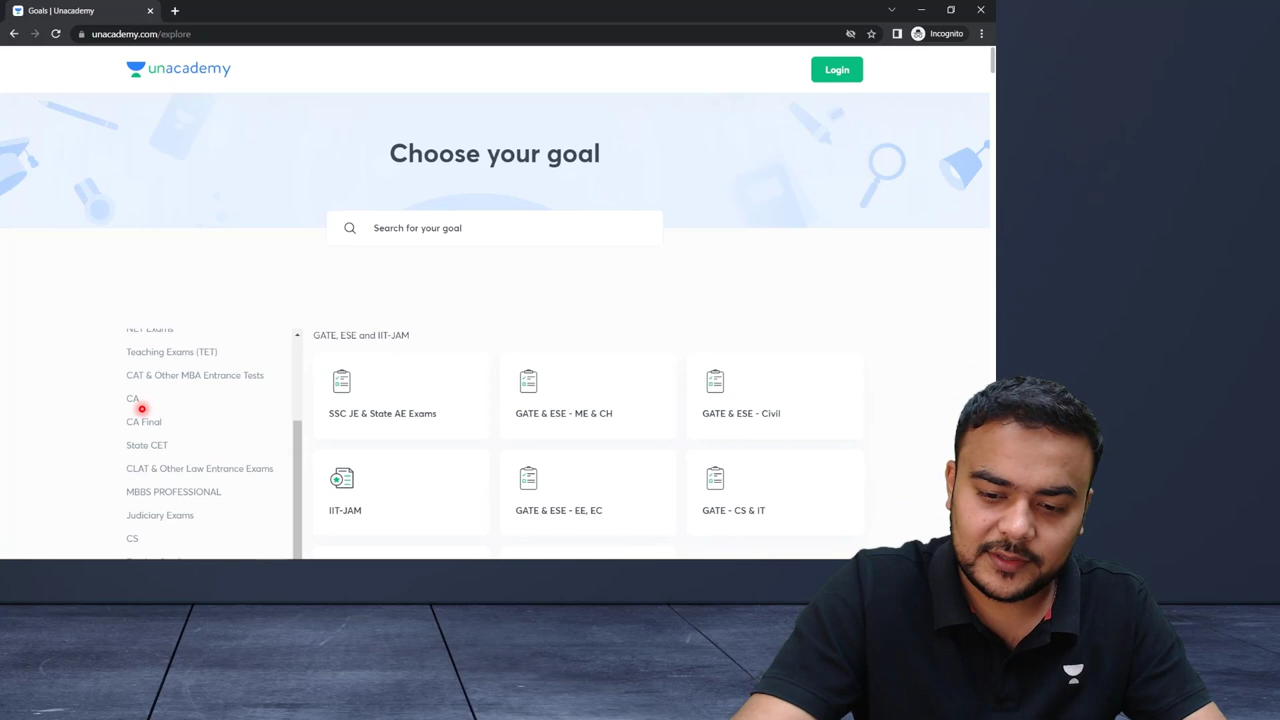 Goals | Unacademy
unacademy.com/explore
Incognito
unacademy
Login
Choose your goal
Search for your goal
NET Exams
Teaching Exams (TET)
CAT & Other MBA Entrance Tests
CA
CA Final
State CET
CLAT & Other Law Entrance Exams
MBBS PROFESSIONAL
Judiciary Exams
CS
GATE, ESE and IIT-JAM
SSC JE & State AE Exams
GATE & ESE - ME & CH
GATE & ESE - Civil
IIT-JAM
GATE & ESE - EE, EC
GATE - CS & IT